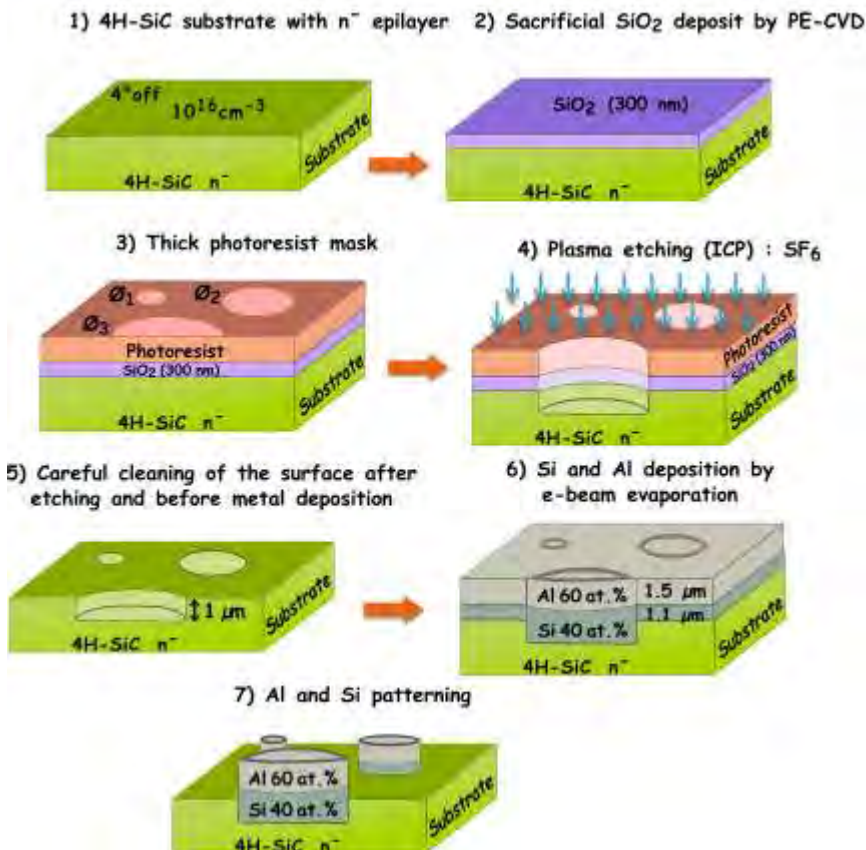 1) 4H-SiC substrate with n⁻ epilayer
2) Sacrificial SiO₂ deposit by PE-CVD
4°off
10¹⁶cm⁻³
Substrate
4H-SiC n⁻
SiO₂ (300 nm)
Substrate
4H-SiC n⁻
3) Thick photoresist mask
4) Plasma etching (ICP) : SF₆
Ø₁
Ø₂
Ø₃
Photoresist
SiO₂ (300 nm)
Substrate
4H-SiC n⁻
Photoresist
SiO₂ (300 nm)
Substrate
4H-SiC n⁻
5) Careful cleaning of the surface after
etching and before metal deposition
6) Si and Al deposition by
e-beam evaporation
1 μm
Substrate
4H-SiC n⁻
Al 60 at.% 1.5 μm
1.1 μm
Si 40 at.%
Substrate
4H-SiC n⁻
7) Al and Si patterning
Al 60 at.%
Si 40 at.%
Substrate
4H-SiC n⁻